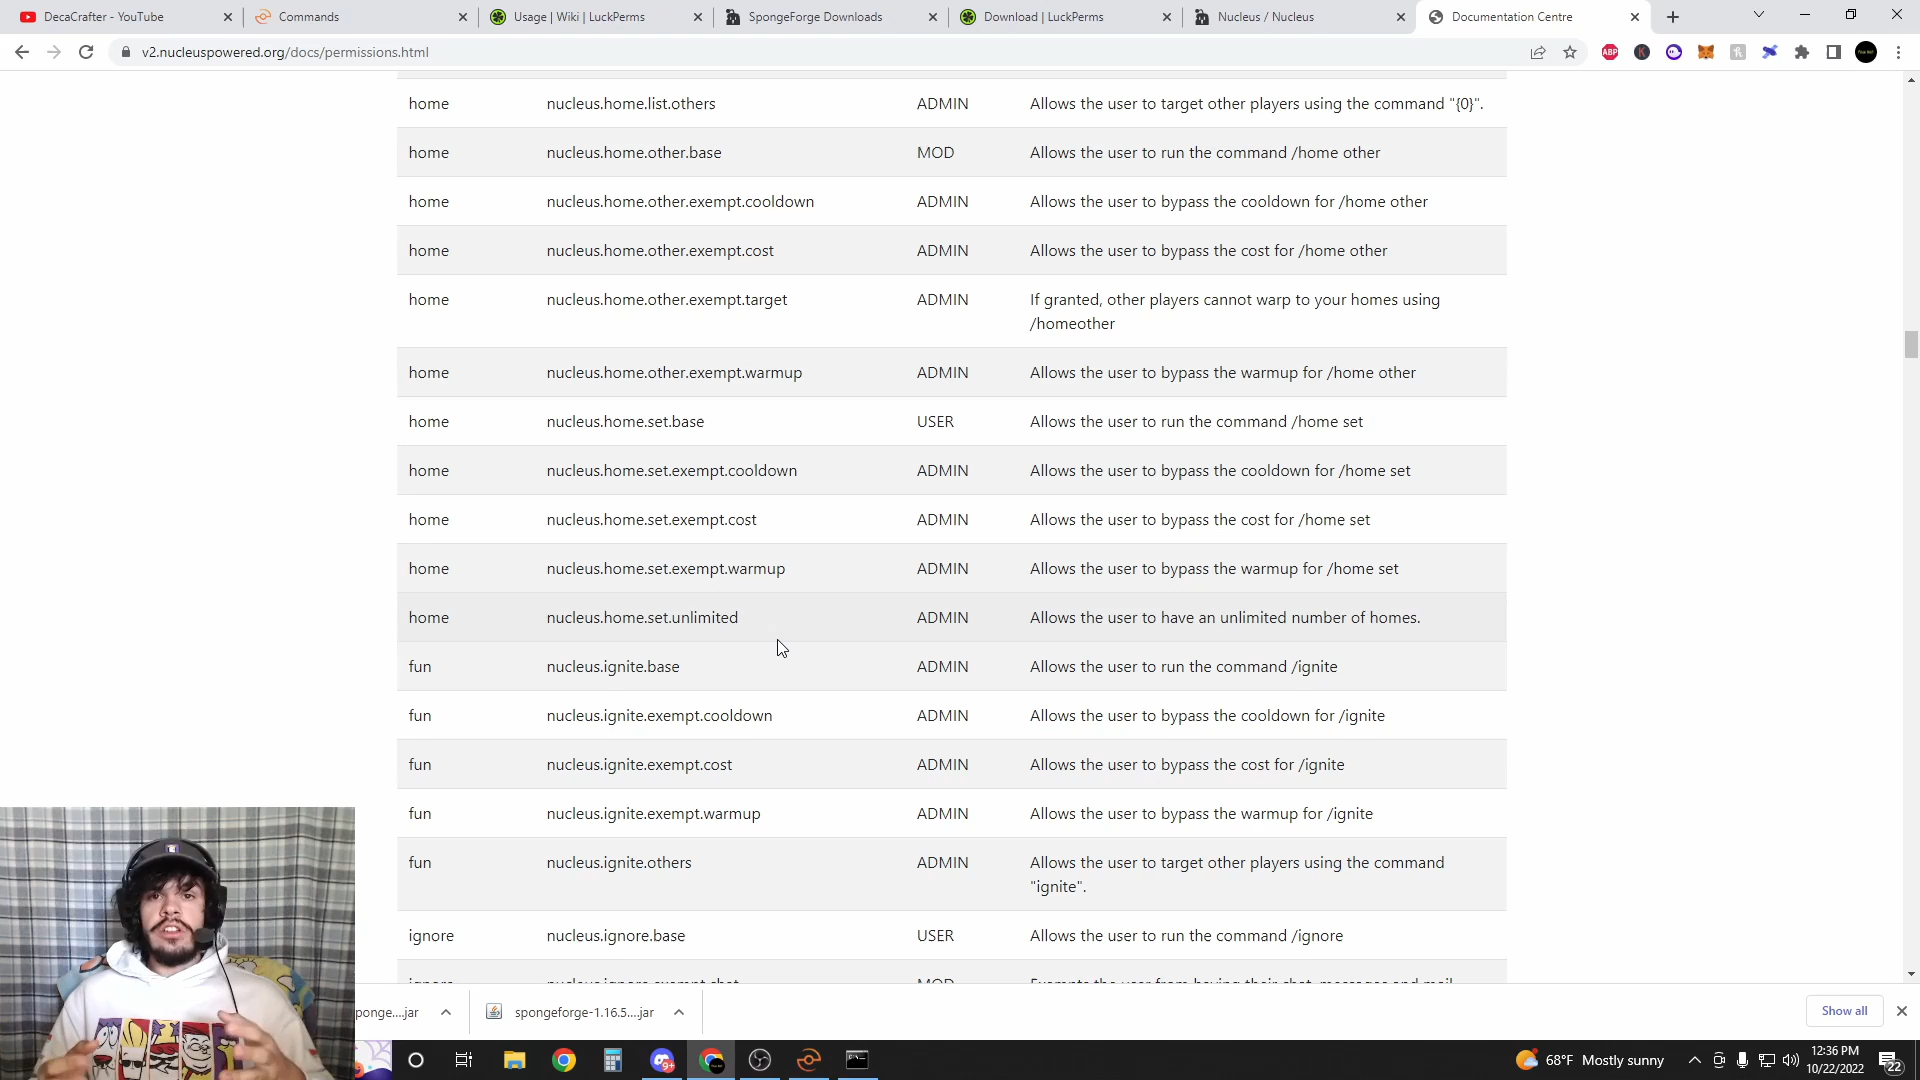 DecaCrafter - YouTube
Commands
Usage | Wiki | LuckPerms
SpongeForge Downloads
Download | LuckPerms
Nucleus / Nucleus
Documentation Centre
v2.nucleuspowered.org/docs/permissions.html
ABP
home nucleus.home.list.others ADMIN Allows the user to target other players using the command "{0}".
home nucleus.home.other.base MOD Allows the user to run the command /home other
home nucleus.home.other.exempt.cooldown ADMIN Allows the user to bypass the cooldown for /home other
home nucleus.home.other.exempt.cost ADMIN Allows the user to bypass the cost for /home other
home nucleus.home.other.exempt.target ADMIN If granted, other players cannot warp to your homes using
/homeother
home nucleus.home.other.exempt.warmup ADMIN Allows the user to bypass the warmup for /home other
home nucleus.home.set.base USER Allows the user to run the command /home set
home nucleus.home.set.exempt.cooldown ADMIN Allows the user to bypass the cooldown for /home set
home nucleus.home.set.exempt.cost ADMIN Allows the user to bypass the cost for /home set
home nucleus.home.set.exempt.warmup ADMIN Allows the user to bypass the warmup for /home set
home nucleus.home.set.unlimited ADMIN Allows the user to have an unlimited number of homes.
fun nucleus.ignite.base ADMIN Allows the user to run the command /ignite
fun nucleus.ignite.exempt.cooldown ADMIN Allows the user to bypass the cooldown for /ignite
fun nucleus.ignite.exempt.cost ADMIN Allows the user to bypass the cost for /ignite
fun nucleus.ignite.exempt.warmup ADMIN Allows the user to bypass the warmup for /ignite
fun nucleus.ignite.others ADMIN Allows the user to target other players using the command
"ignite".
ignore nucleus.ignore.base USER Allows the user to run the command /ignore
ponge....jar
spongeforge-1.16.5....jar
Show all
9+
68°F Mostly sunny
12:36 PM
10/22/2022
22